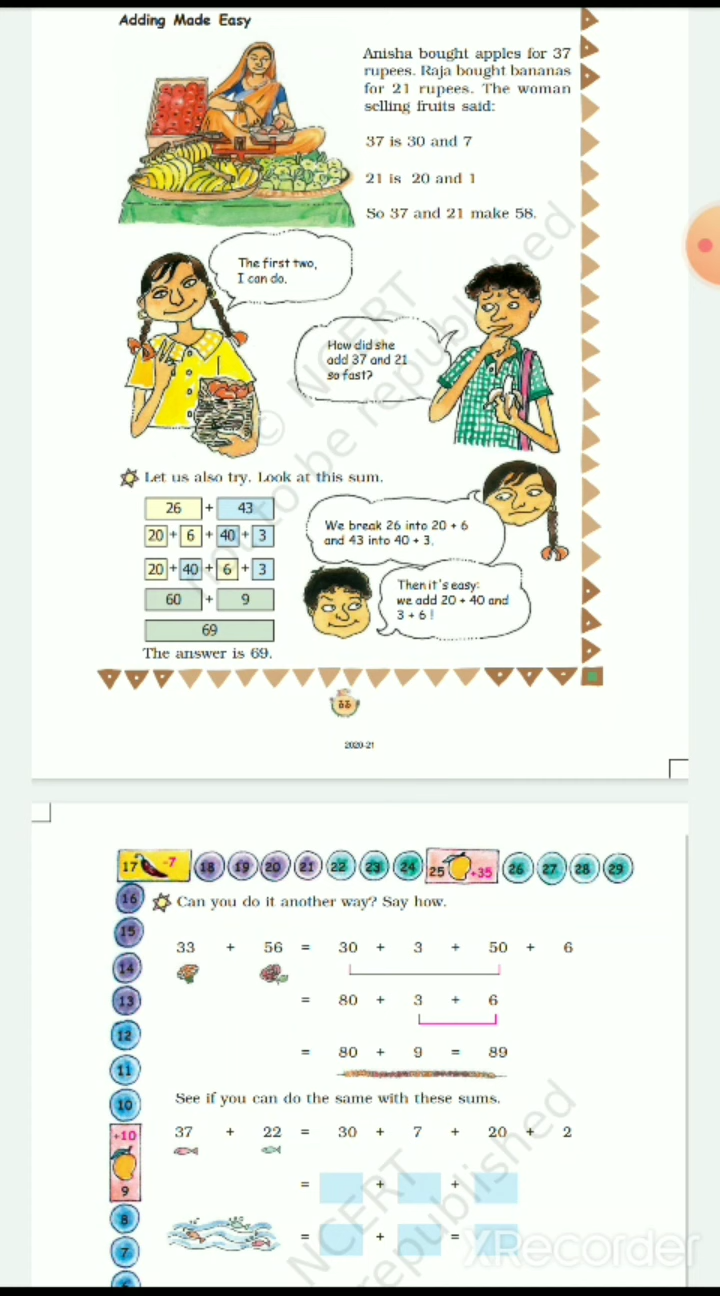 Adding Made Easy
Anisha bought apples for 37
rupees. Raja bought bananas
for 21 rupees. The woman
selling fruits said:
37 is 30 and 7
21 is 20 and 1
So 37 and 21 make 58.
The first two,
I can do.
How did she
add 37 and 21
so fast?
Let us also try. Look at this sum.
26 + 43
20 + 6 + 40 + 3
20 + 40 + 6 + 3
60 + 9
69
The answer is 69.
We break 26 into 20 + 6
and 43 into 40 + 3.
Then it's easy:
we add 20 + 40 and
3 + 6 !
© NCERT
not to be republished
2020-21
17 -7 18 19 20 21 22 23 24 25 +35 26 27 28 29
16
15
14
13
12
11
10
+10
9
8
7
6
Can you do it another way? Say how.
33 + 56 = 30 + 3 + 50 + 6
= 80 + 3 + 6
= 80 + 9 = 89
See if you can do the same with these sums.
37 + 22 = 30 + 7 + 20 + 2
= + +
= + =
NCERT
republished
XRecorder